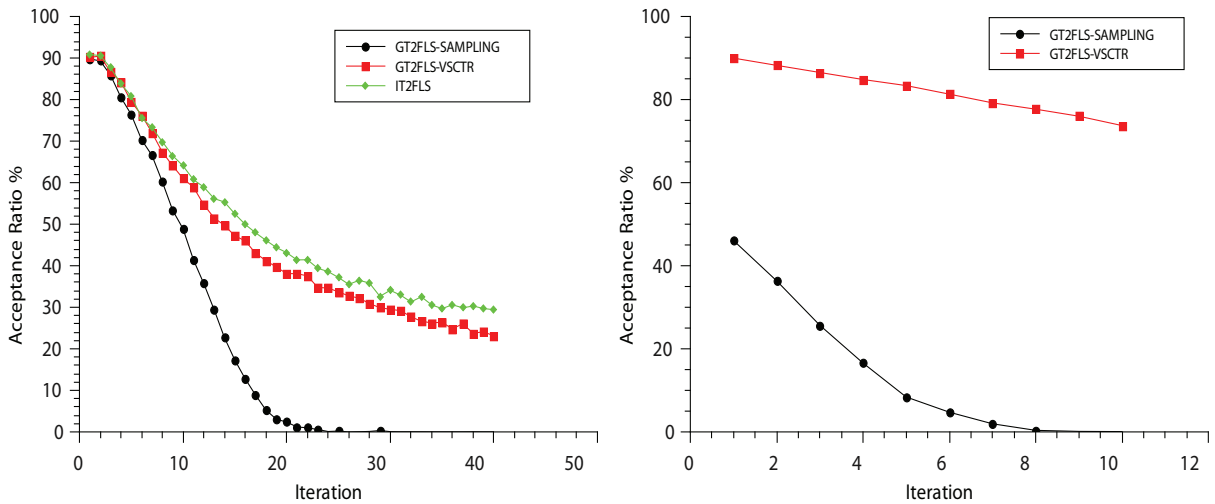 100
90
80
70
60
50
40
30
20
10
0
0 10 20 30 40 50
Acceptance Ratio %
Iteration
GT2FLS-SAMPLING
GT2FLS-VSCTR
IT2FLS
100
80
60
40
20
0
0 2 4 6 8 10 12
Acceptance Ratio %
Iteration
GT2FLS-SAMPLING
GT2FLS-VSCTR